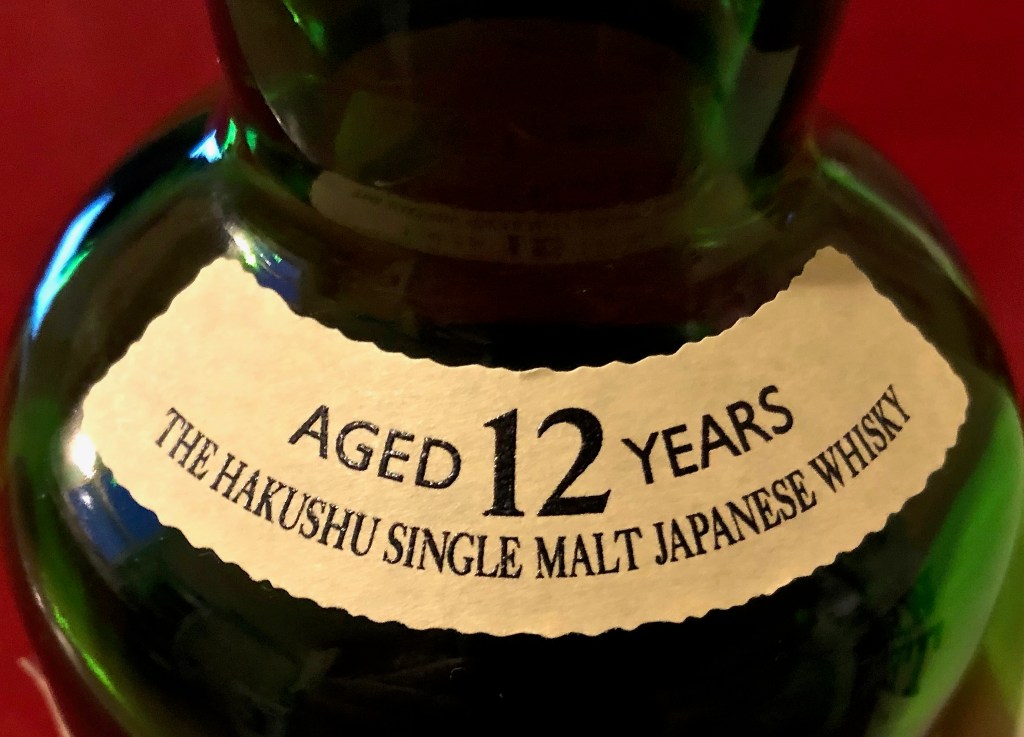 AGED 12 YEARS
THE HAKUSHU SINGLE MALT JAPANESE WHISKY